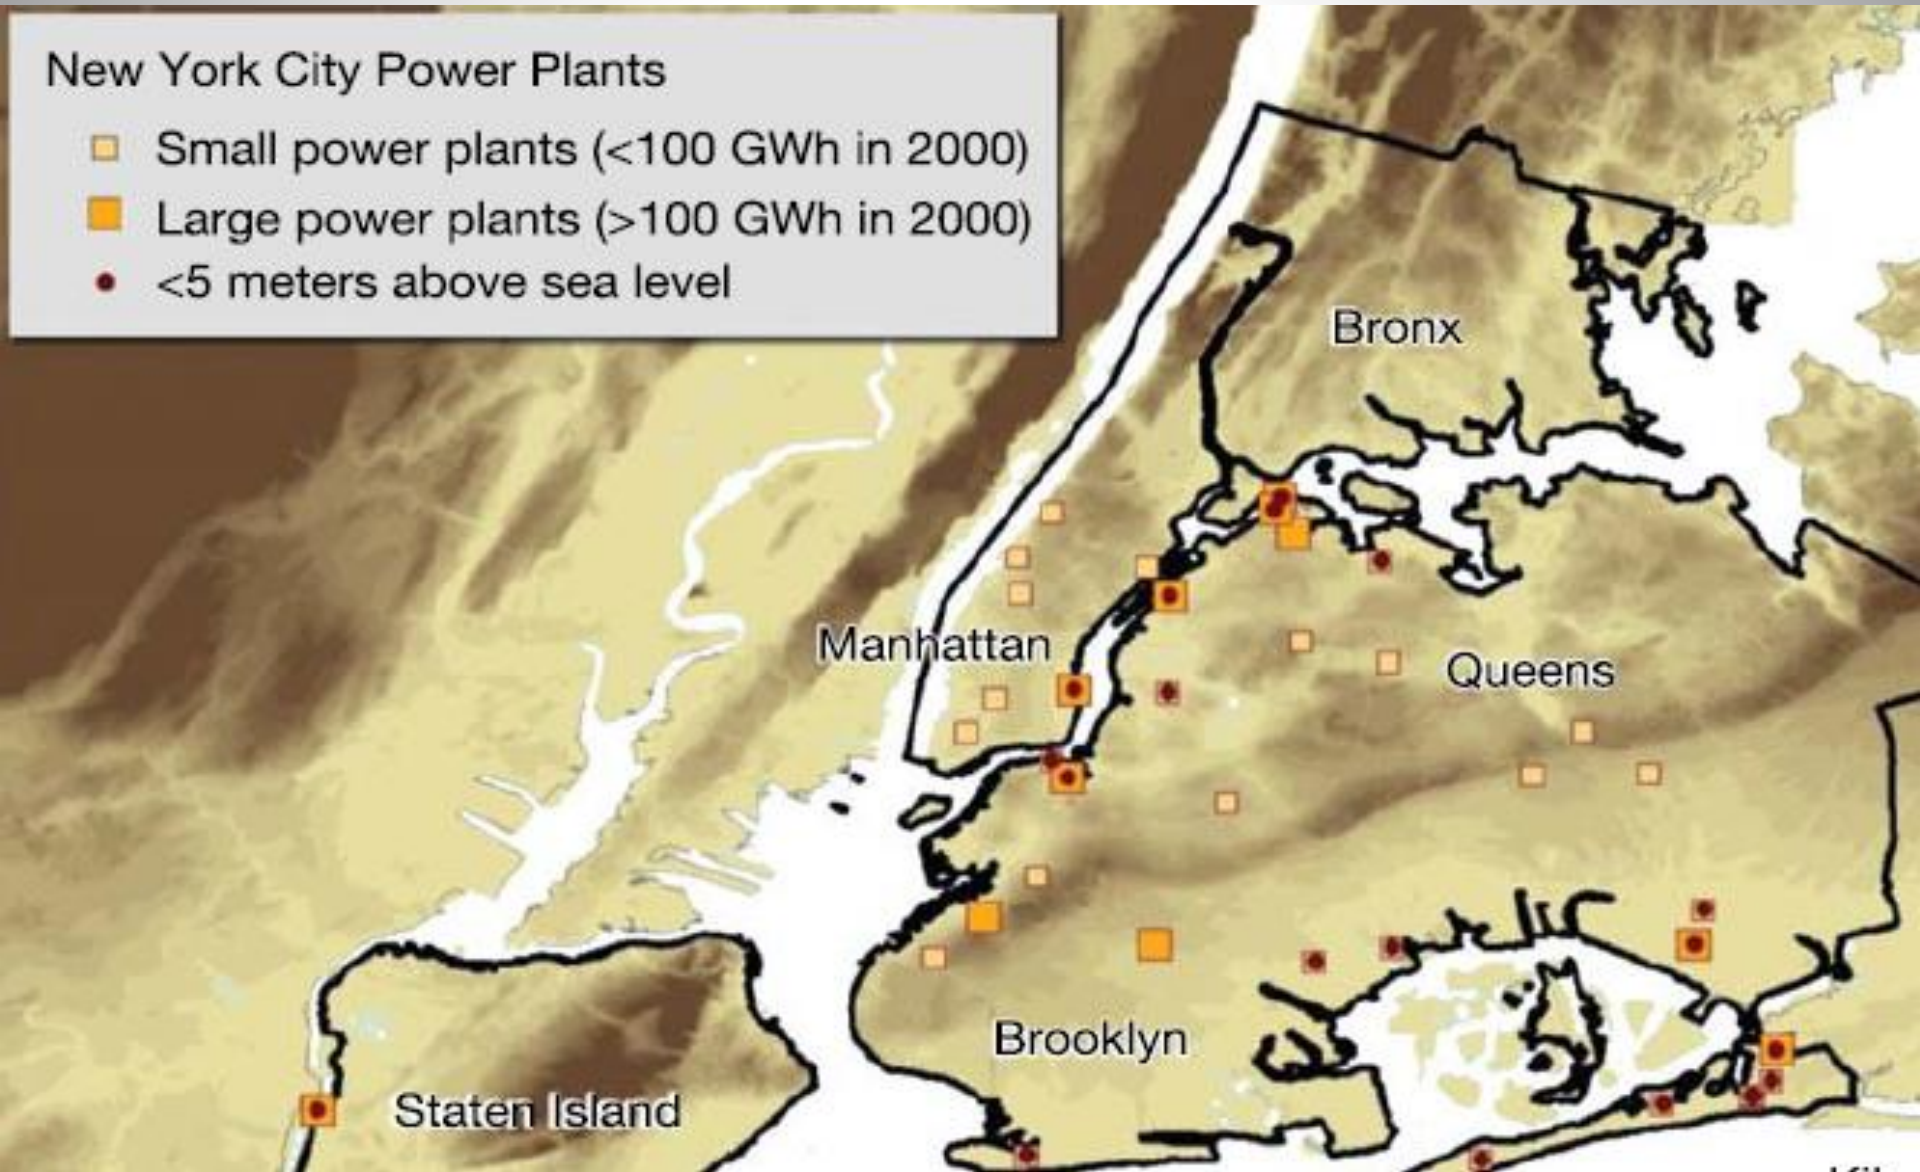 New York City Power Plants
Small power plants (<100 GWh in 2000)
Large power plants (>100 GWh in 2000)
<5 meters above sea level
Bronx
Manhattan
Queens
Brooklyn
Staten Island